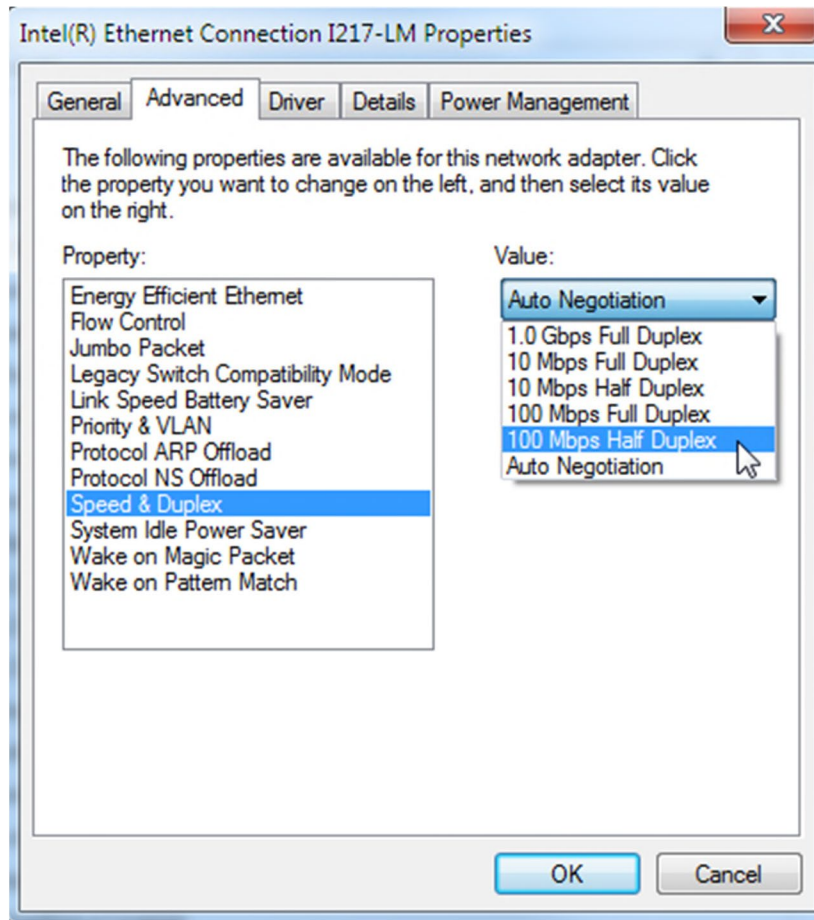 Intel(R) Ethernet Connection I217-LM Properties
General Advanced Driver Details Power Management
The following properties are available for this network adapter. Click
the property you want to change on the left, and then select its value
on the right.
Property:
Energy Efficient Ethernet
Flow Control
Jumbo Packet
Legacy Switch Compatibility Mode
Link Speed Battery Saver
Priority & VLAN
Protocol ARP Offload
Protocol NS Offload
Speed & Duplex
System Idle Power Saver
Wake on Magic Packet
Wake on Pattern Match
Value:
Auto Negotiation
1.0 Gbps Full Duplex
10 Mbps Full Duplex
10 Mbps Half Duplex
100 Mbps Full Duplex
100 Mbps Half Duplex
Auto Negotiation
OK Cancel